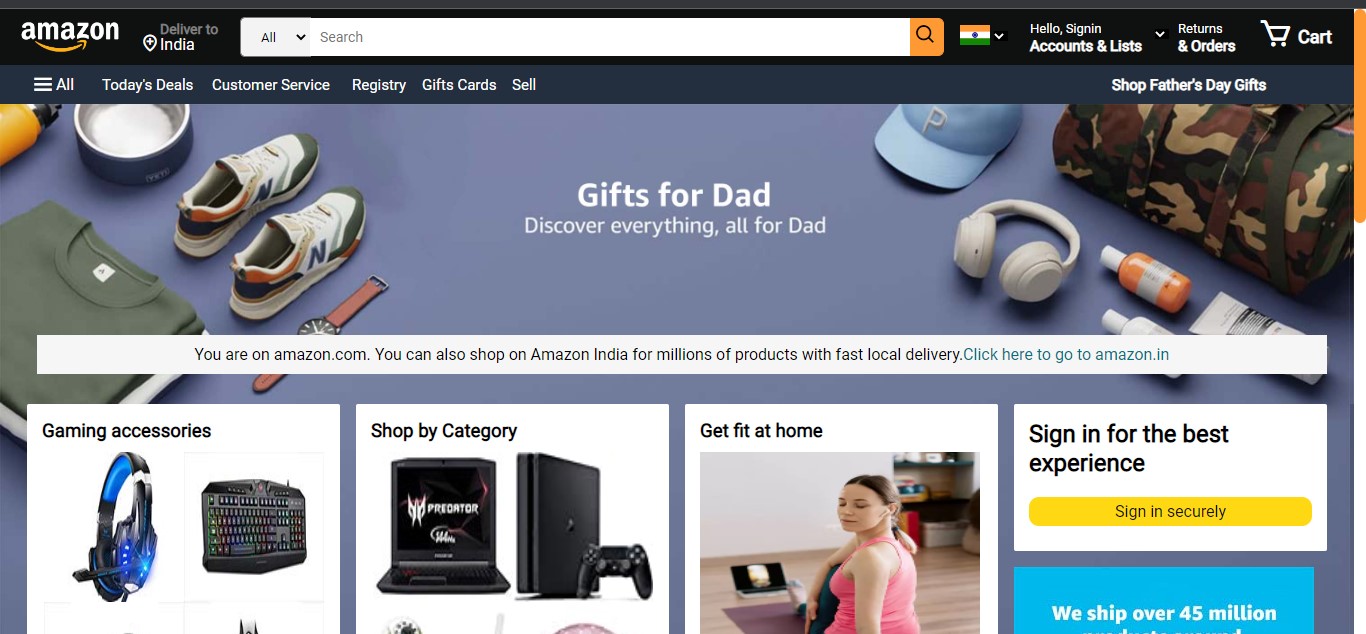 amazon
Deliver to
India
All
Search
Hello, Signin
Accounts & Lists
Returns
& Orders
Cart
All
Today's Deals
Customer Service
Registry
Gifts Cards
Sell
Shop Father's Day Gifts
YETI
P
N
N
Gifts for Dad
Discover everything, all for Dad
You are on amazon.com. You can also shop on Amazon India for millions of products with fast local delivery.Click here to go to amazon.in
Gaming accessories
Shop by Category
PREDATOR
Get fit at home
Sign in for the best
experience
Sign in securely
We ship over 45 million
products around